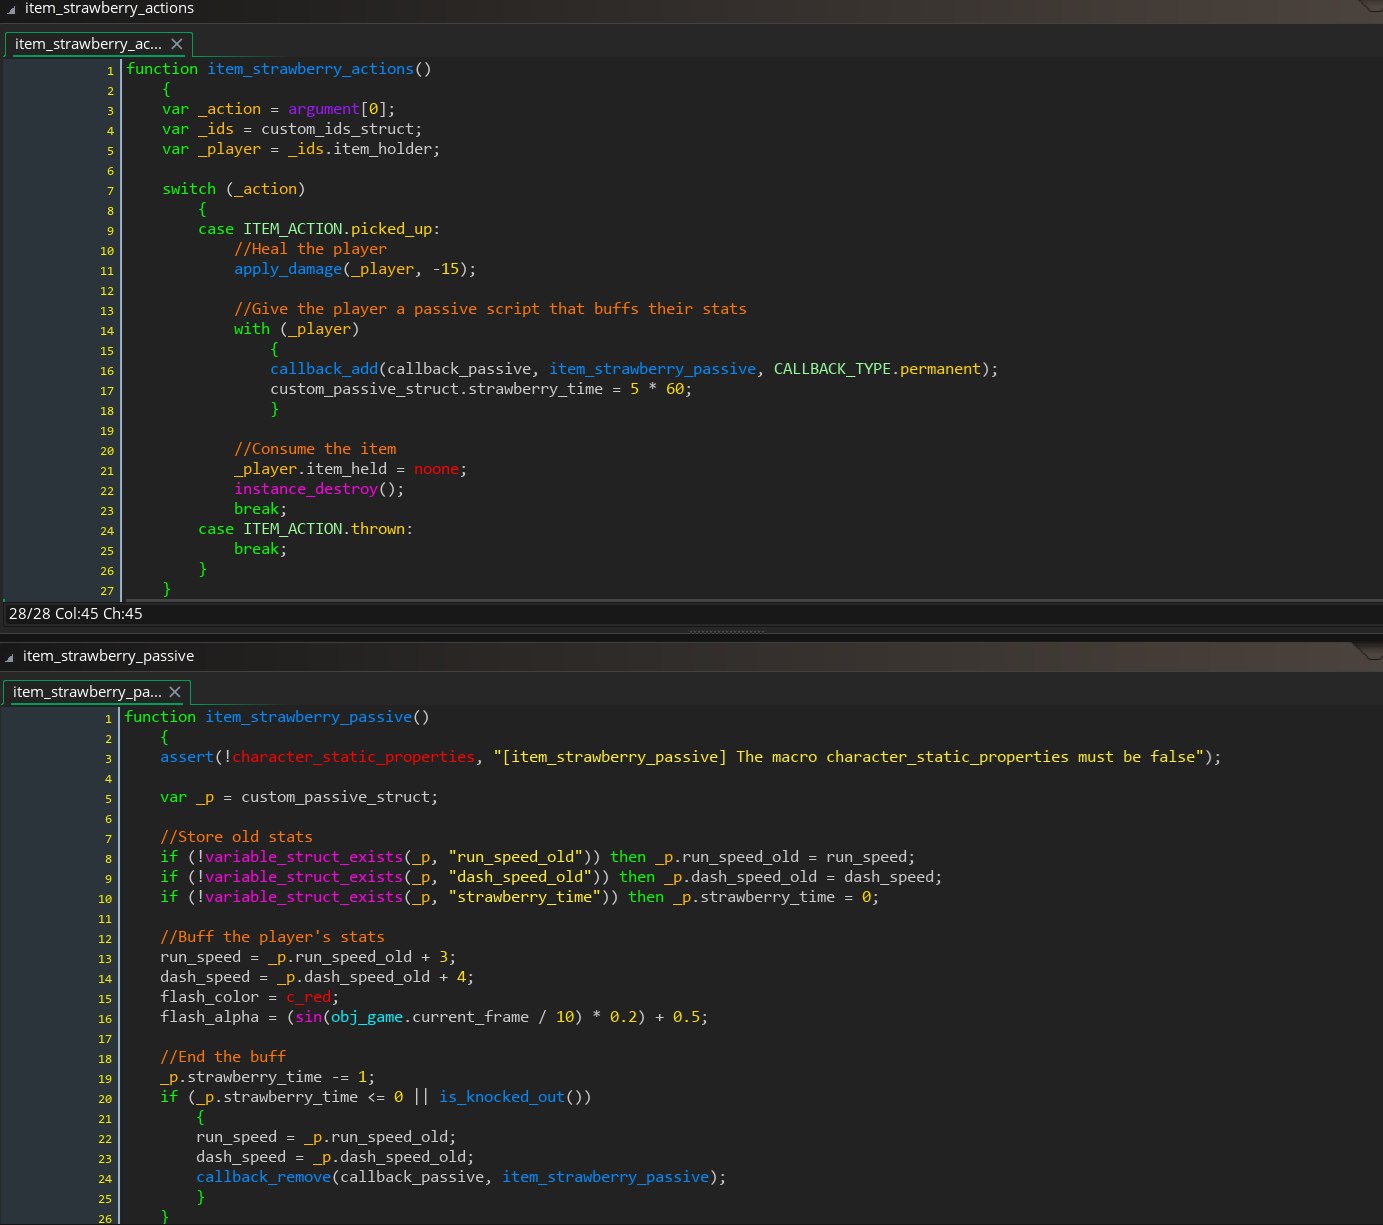 item_strawberry_actions
item_strawberry_ac...
1 function item_strawberry_actions()
2 {
3 var _action = argument[0];
4 var _ids = custom_ids_struct;
5 var _player = _ids.item_holder;
6
7 switch (_action)
8 {
9 case ITEM_ACTION.picked_up:
10 //Heal the player
11 apply_damage(_player, -15);
12
13 //Give the player a passive script that buffs their stats
14 with (_player)
15 {
16 callback_add(callback_passive, item_strawberry_passive, CALLBACK_TYPE.permanent);
17 custom_passive_struct.strawberry_time = 5 * 60;
18 }
19
20 //Consume the item
21 _player.item_held = noone;
22 instance_destroy();
23 break;
24 case ITEM_ACTION.thrown:
25 break;
26 }
27 }
28/28 Col:45 Ch:45
item_strawberry_passive
item_strawberry_pa...
1 function item_strawberry_passive()
2 {
3 assert(!character_static_properties, "[item_strawberry_passive] The macro character_static_properties must be false");
4
5 var _p = custom_passive_struct;
6
7 //Store old stats
8 if (!variable_struct_exists(_p, "run_speed_old")) then _p.run_speed_old = run_speed;
9 if (!variable_struct_exists(_p, "dash_speed_old")) then _p.dash_speed_old = dash_speed;
10 if (!variable_struct_exists(_p, "strawberry_time")) then _p.strawberry_time = 0;
11
12 //Buff the player's stats
13 run_speed = _p.run_speed_old + 3;
14 dash_speed = _p.dash_speed_old + 4;
15 flash_color = c_red;
16 flash_alpha = (sin(obj_game.current_frame / 10) * 0.2) + 0.5;
17
18 //End the buff
19 _p.strawberry_time -= 1;
20 if (_p.strawberry_time <= 0 || is_knocked_out())
21 {
22 run_speed = _p.run_speed_old;
23 dash_speed = _p.dash_speed_old;
24 callback_remove(callback_passive, item_strawberry_passive);
25 }
26 }